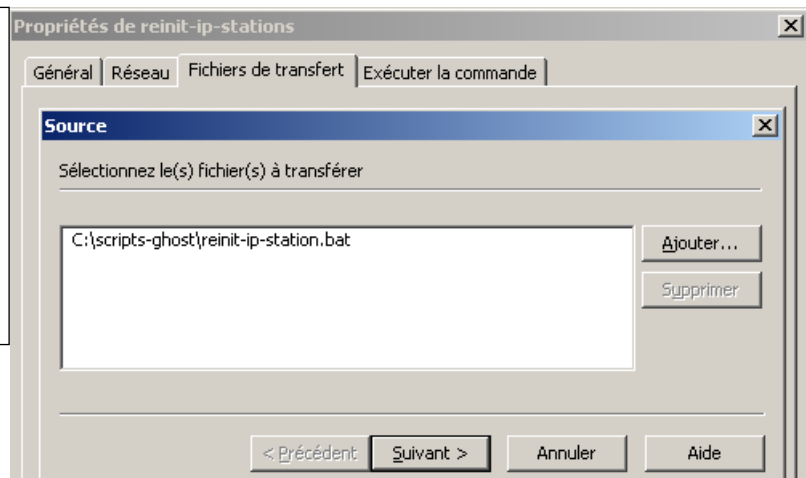 Propriétés de reinit-ip-stations
Général Réseau Fichiers de transfert Exécuter la commande
Source
Sélectionnez le(s) fichier(s) à transférer
C:\scripts-ghost\reinit-ip-station.bat
Ajouter...
Supprimer
< Précédent Suivant > Annuler Aide